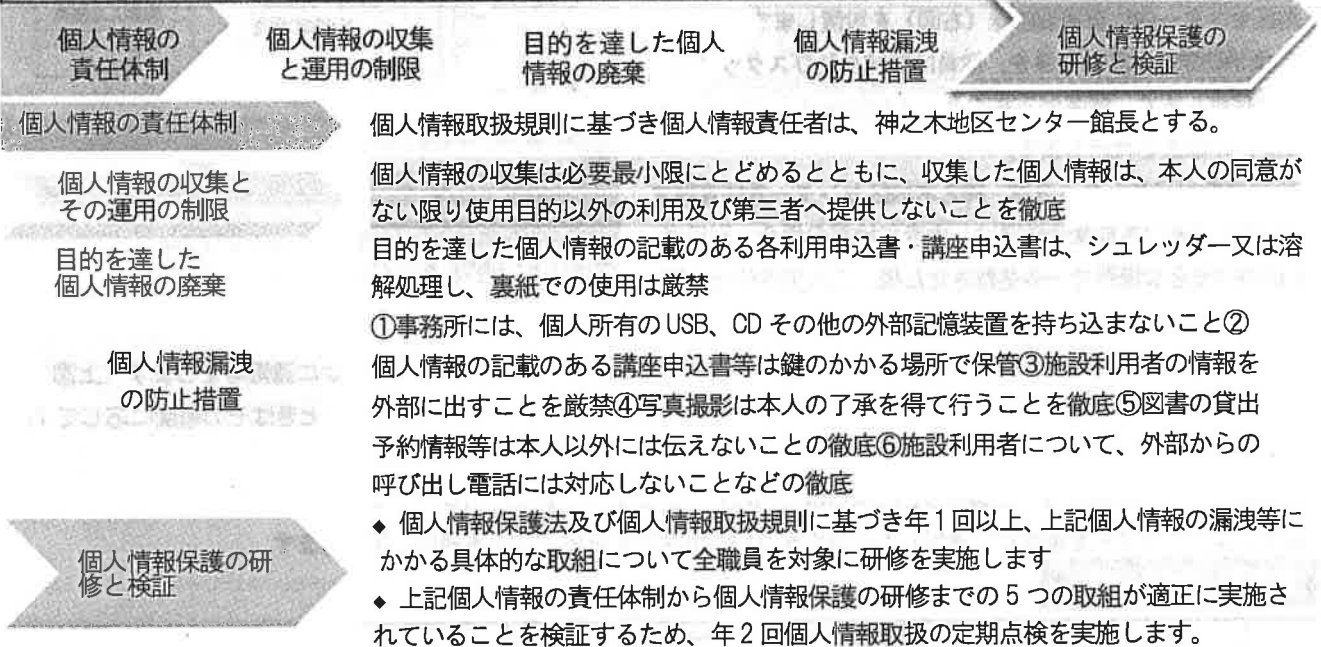 個人情報の
責任体制
個人情報の収集
と運用の制限
目的を達した個人
情報の廃棄
個人情報漏洩
の防止措置
個人情報保護の
研修と検証
個人情報の責任体制
個人情報取扱規則に基づき個人情報責任者は、神之木地区センター館長とする。
個人情報の収集と
その運用の制限
個人情報の収集は必要最小限にとどめるとともに、収集した個人情報は、本人の同意が
ない限り使用目的以外の利用及び第三者へ提供しないことを徹底
目的を達した
個人情報の廃棄
目的を達した個人情報の記載のある各利用申込書・講座申込書は、シュレッダー又は溶
解処理し、裏紙での使用は厳禁
個人情報漏洩
の防止措置
①事務所には、個人所有のUSB、CDその他の外部記憶装置を持ち込まないこと②
個人情報の記載のある講座申込書等は鍵のかかる場所で保管③施設利用者の情報を
外部に出すことを厳禁④写真撮影は本人の了承を得て行うことを徹底⑤図書の貸出
予約情報等は本人以外には伝えないことの徹底⑥施設利用者について、外部からの
呼び出し電話には対応しないことなどの徹底
個人情報保護の研
修と検証
◆ 個人情報保護法及び個人情報取扱規則に基づき年1回以上、上記個人情報の漏洩等に
かかる具体的な取組について全職員を対象に研修を実施します
◆ 上記個人情報の責任体制から個人情報保護の研修までの5つの取組が適正に実施さ
れていることを検証するため、年2回個人情報取扱の定期点検を実施します。